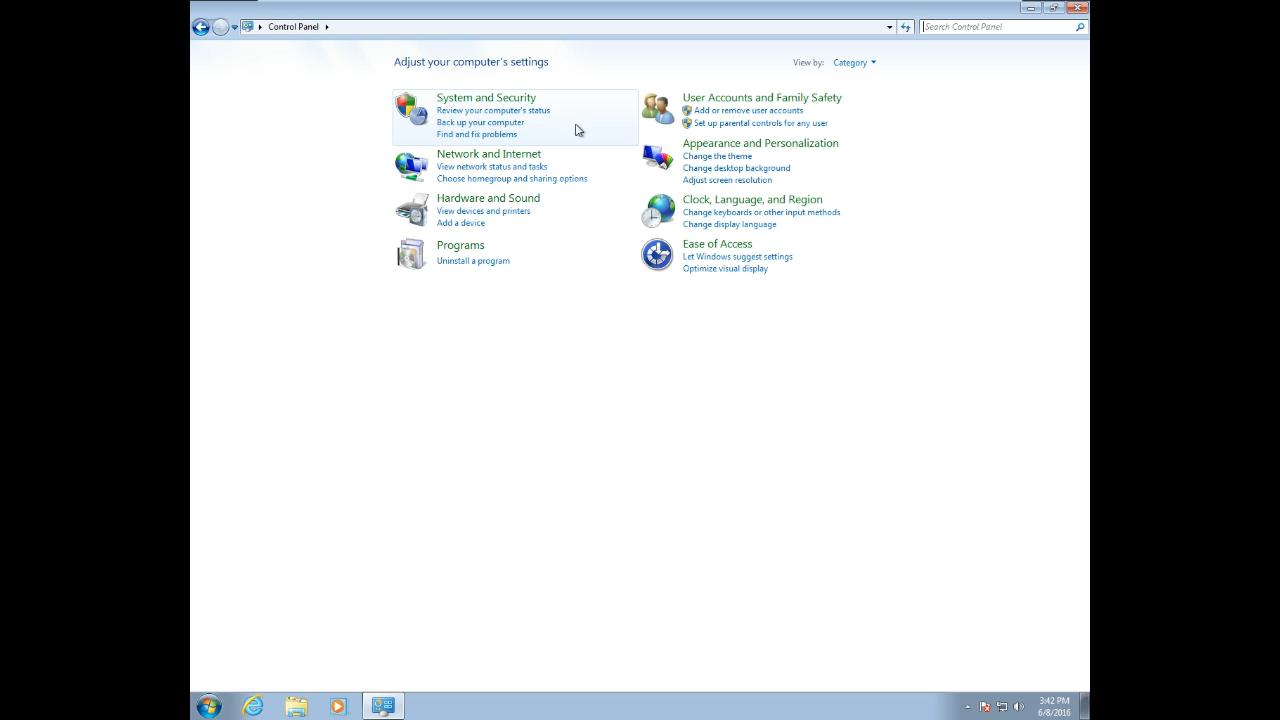 Control Panel
Search Control Panel
Adjust your computer's settings
View by: Category
System and Security
Review your computer's status
Back up your computer
Find and fix problems
Network and Internet
View network status and tasks
Choose homegroup and sharing options
Hardware and Sound
View devices and printers
Add a device
Programs
Uninstall a program
User Accounts and Family Safety
Add or remove user accounts
Set up parental controls for any user
Appearance and Personalization
Change the theme
Change desktop background
Adjust screen resolution
Clock, Language, and Region
Change keyboards or other input methods
Change display language
Ease of Access
Let Windows suggest settings
Optimize visual display
3:42 PM
6/8/2016